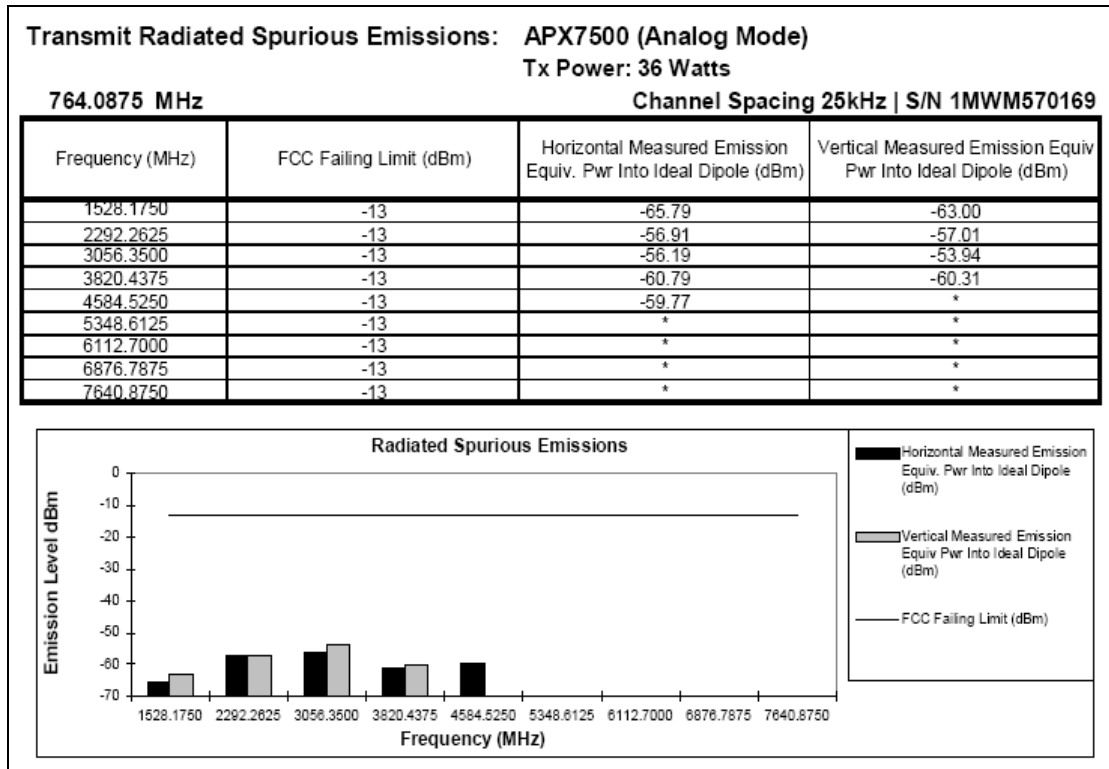 Transmit Radiated Spurious Emissions: APX7500 (Analog Mode)
Tx Power: 36 Watts
764.0875 MHz Channel Spacing 25kHz | S/N 1MWM570169
Frequency (MHz) FCC Failing Limit (dBm) Horizontal Measured Emission Equiv. Pwr Into Ideal Dipole (dBm) Vertical Measured Emission Equiv Pwr Into Ideal Dipole (dBm)
1528.1750 -13 -65.79 -63.00
2292.2625 -13 -56.91 -57.01
3056.3500 -13 -56.19 -53.94
3820.4375 -13 -60.79 -60.31
4584.5250 -13 -59.77 *
5348.6125 -13 * *
6112.7000 -13 * *
6876.7875 -13 * *
7640.8750 -13 * *
Radiated Spurious Emissions
Emission Level dBm
0
-10
-20
-30
-40
-50
-60
-70
1528.1750 2292.2625 3056.3500 3820.4375 4584.5250 5348.6125 6112.7000 6876.7875 7640.8750
Frequency (MHz)
Horizontal Measured Emission
Equiv. Pwr Into Ideal Dipole
(dBm)
Vertical Measured Emission
Equiv Pwr Into Ideal Dipole
(dBm)
FCC Failing Limit (dBm)